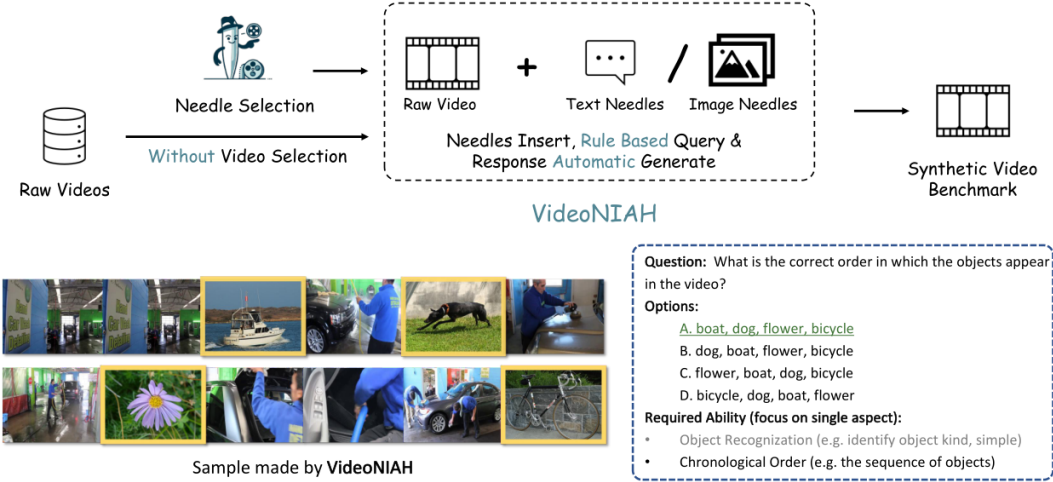 Needle Selection
Without Video Selection
Raw Videos
Raw Video
Text Needles
Image Needles
Needles Insert, Rule Based Query &
Response Automatic Generate
VideoNIAH
Synthetic Video
Benchmark
Sample made by VideoNIAH
Question: What is the correct order in which the objects appear
in the video?
Options:
A. boat, dog, flower, bicycle
B. dog, boat, flower, bicycle
C. flower, boat, dog, bicycle
D. bicycle, dog, boat, flower
Required Ability (focus on single aspect):
• Object Recognization (e.g. identify object kind, simple)
• Chronological Order (e.g. the sequence of objects)